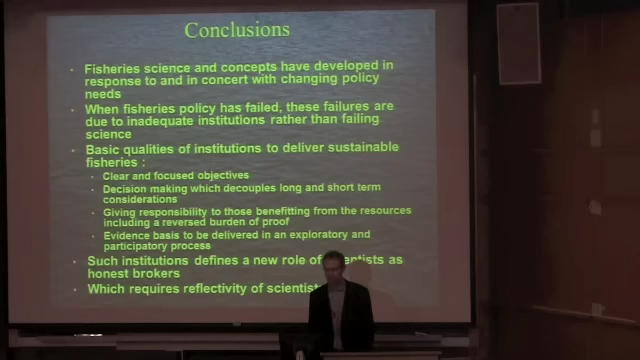 Conclusions
Fisheries science and concepts have developed in
response to and in concert with changing policy
needs
When fisheries policy has failed, these failures are
due to inadequate institutions rather than failing
science
Basic qualities of institutions to deliver sustainable
fisheries :
Clear and focused objectives
Decision making which decouples long and short term
considerations
Giving responsibility to those benefitting from the resources
including a reversed burden of proof
Evidence basis to be delivered in an exploratory and
participatory process
Such institutions defines a new role of scientists as
honest brokers
Which requires reflectivity of scientist